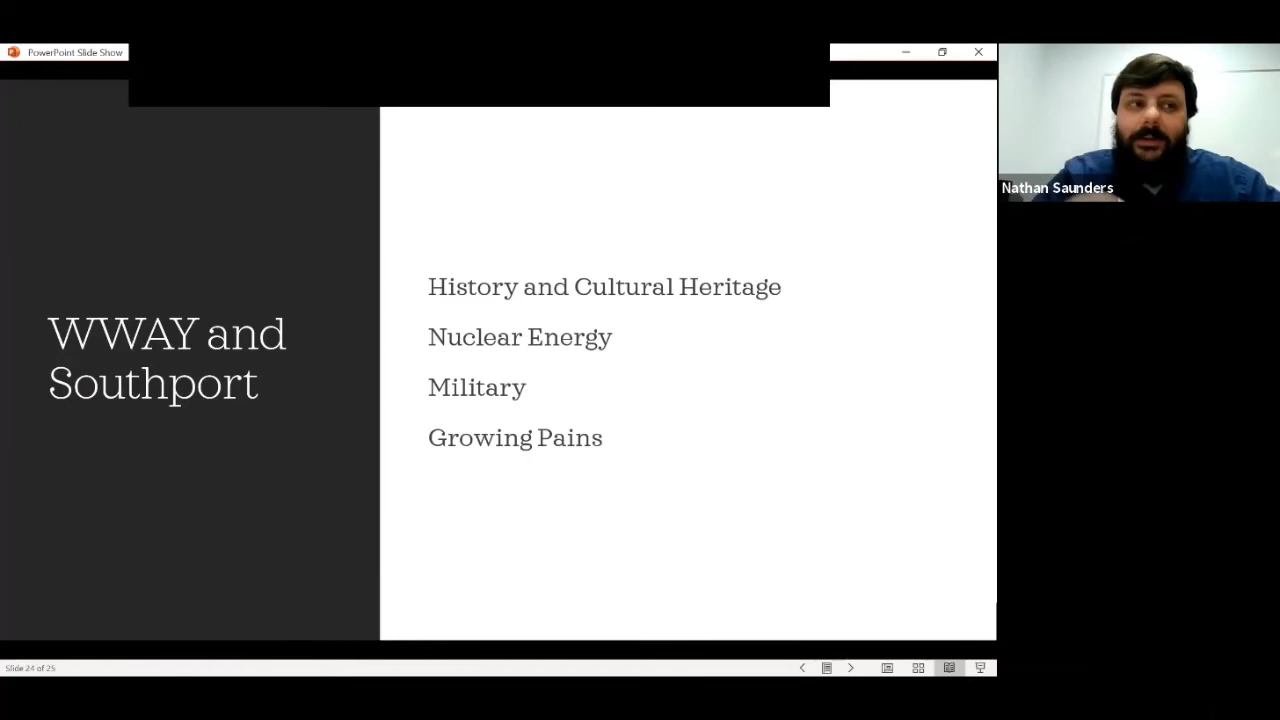 PowerPoint Slide Show
WWAY and
Southport
History and Cultural Heritage
Nuclear Energy
Military
Growing Pains
Nathan Saunders
Slide 24 of 25